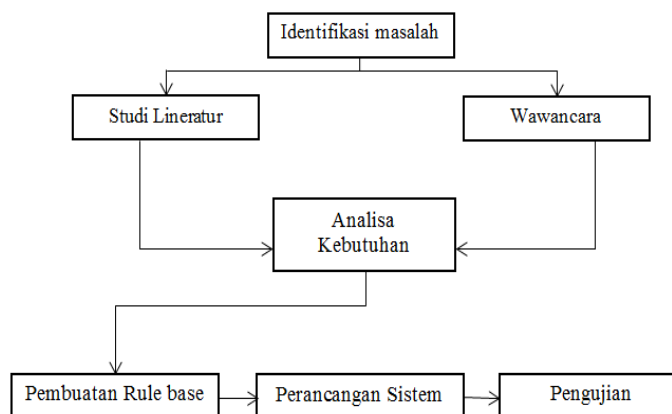 Identifikasi masalah
Studi Lineratur
Wawancara
Analisa
Kebutuhan
Pembuatan Rule base
Perancangan Sistem
Pengujian